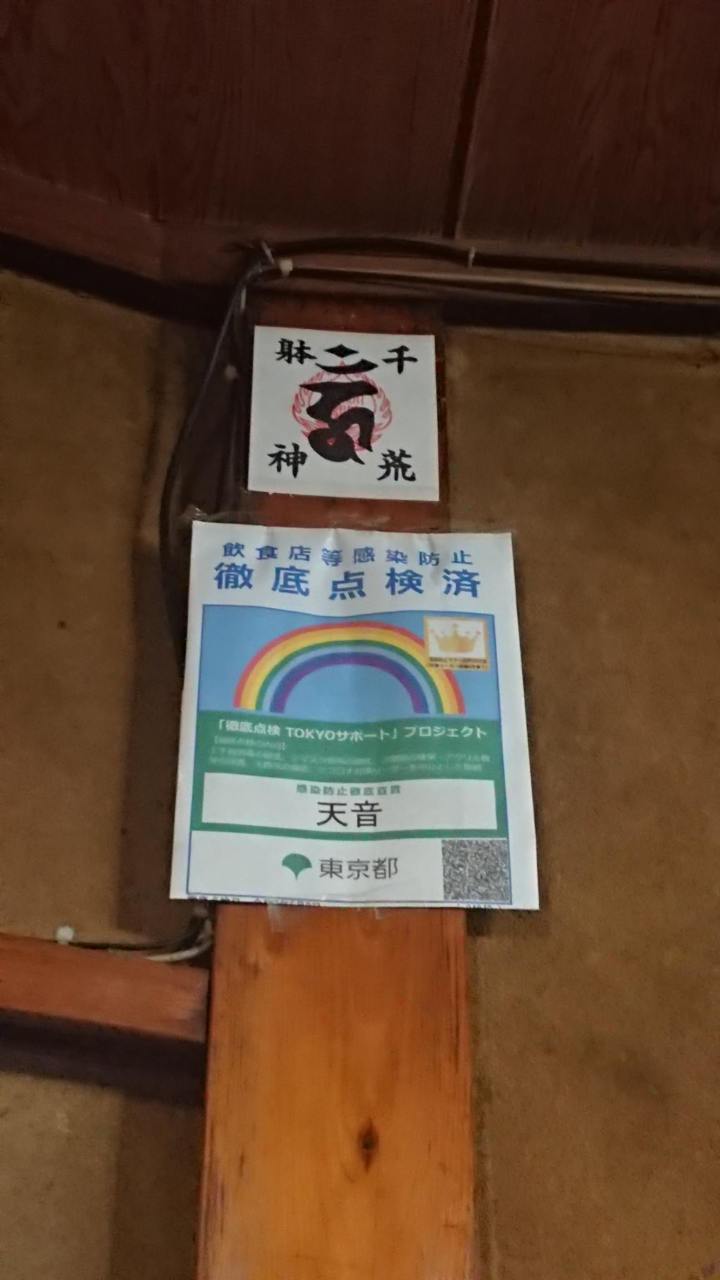 千躰
荒神
飲食店等感染防止
徹底点検済
「徹底点検 TOKYOサポート」プロジェクト
感染防止徹底宣言
天音
東京都